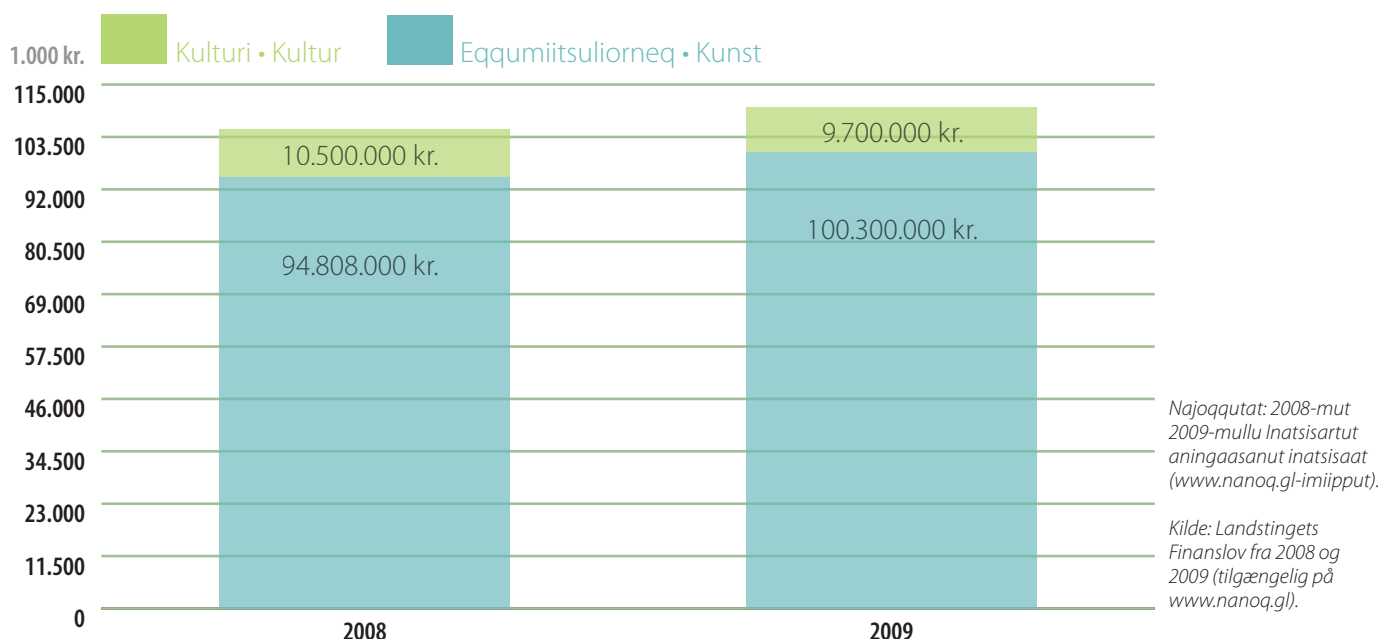 1.000 kr.
Kulturi • Kultur
Eqqumiitsuliorneq • Kunst
115.000
103.500
92.000
80.500
69.000
57.500
46.000
34.500
23.000
11.500
0
10.500.000 kr.
94.808.000 kr.
9.700.000 kr.
100.300.000 kr.
2008
2009
Najoqqutat: 2008-mut
2009-mullu Inatsisartut
aningaasanut inatsisaat
(www.nanoq.gl-imiipput).
Kilde: Landstingets
Finanslov fra 2008 og
2009 (tilgængelig på
www.nanoq.gl).